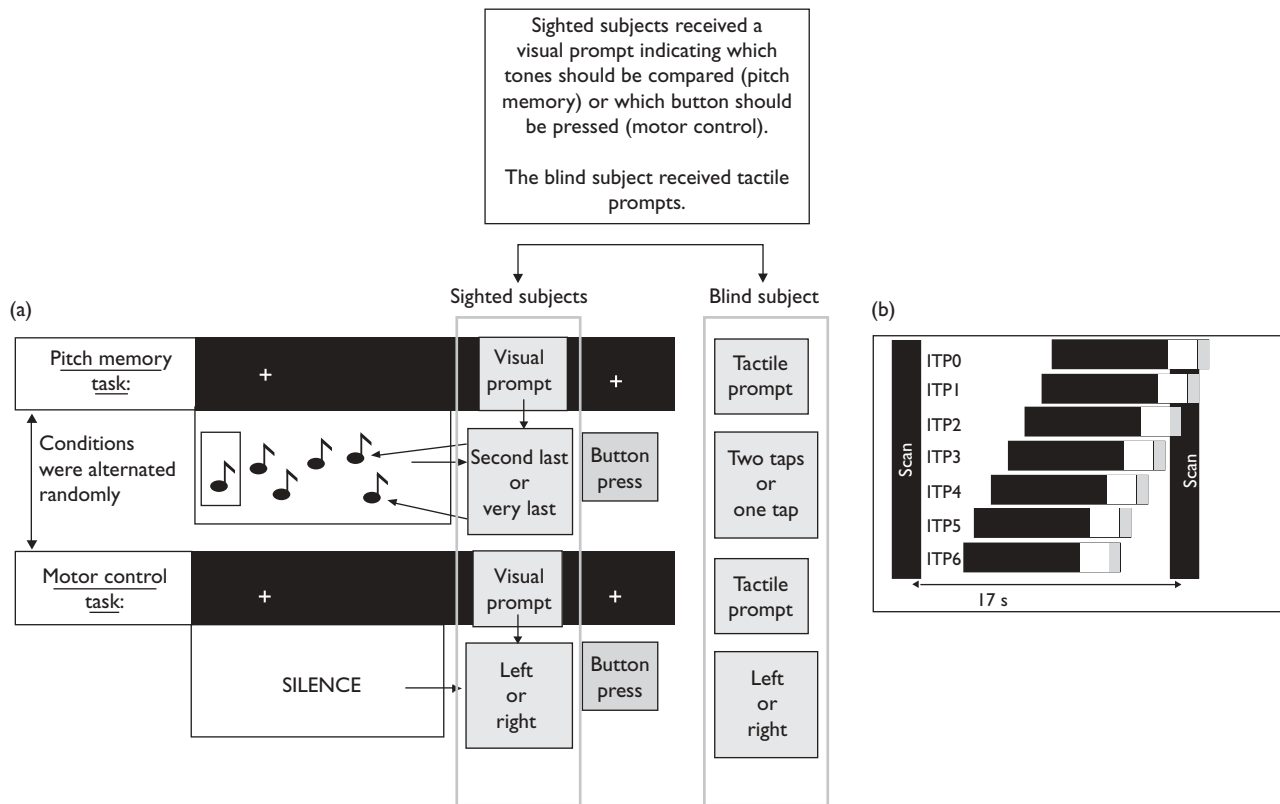 Sighted subjects received a
visual prompt indicating which
tones should be compared (pitch
memory) or which button should
be pressed (motor control).
The blind subject received tactile
prompts.
Sighted subjects
Blind subject
(a)
Pitch memory
task:
+
Visual
prompt
+
Tactile
prompt
Conditions
were alternated
randomly
Second last
or
very last
Button
press
Two taps
or
one tap
Motor control
task:
+
Visual
prompt
+
Tactile
prompt
SILENCE
Left
or
right
Button
press
Left
or
right
(b)
Scan
ITP0
ITP1
ITP2
ITP3
ITP4
ITP5
ITP6
Scan
17 s